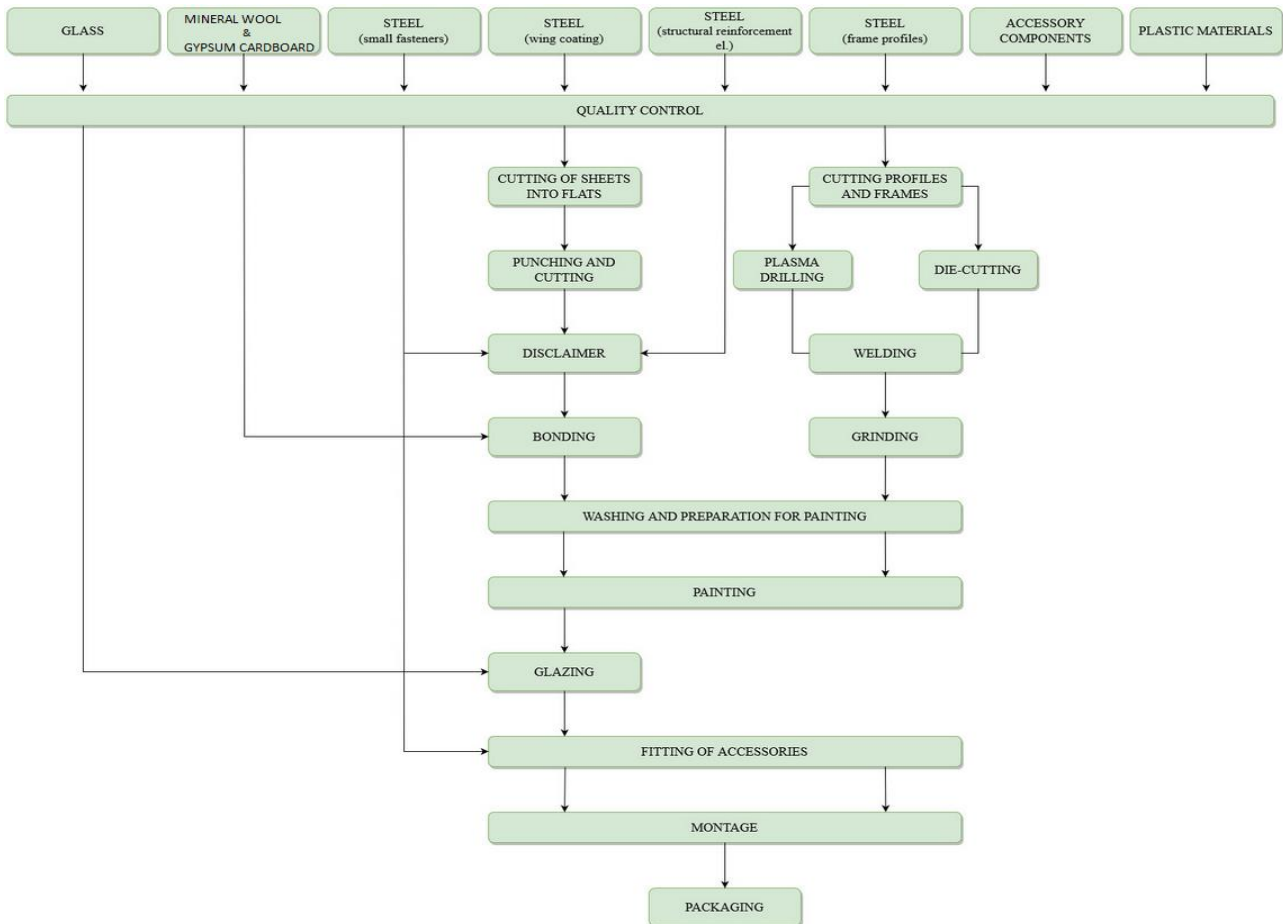 GLASS
MINERAL WOOL
&
GYPSUM CARDBOARD
STEEL
(small fasteners)
STEEL
(wing coating)
STEEL
(structural reinforcement
el.)
STEEL
(frame profiles)
ACCESSORY
COMPONENTS
PLASTIC MATERIALS
QUALITY CONTROL
CUTTING OF SHEETS
INTO FLATS
CUTTING PROFILES
AND FRAMES
PUNCHING AND
CUTTING
PLASMA
DRILLING
DIE-CUTTING
DISCLAIMER
WELDING
BONDING
GRINDING
WASHING AND PREPARATION FOR PAINTING
PAINTING
GLAZING
FITTING OF ACCESSORIES
MONTAGE
PACKAGING